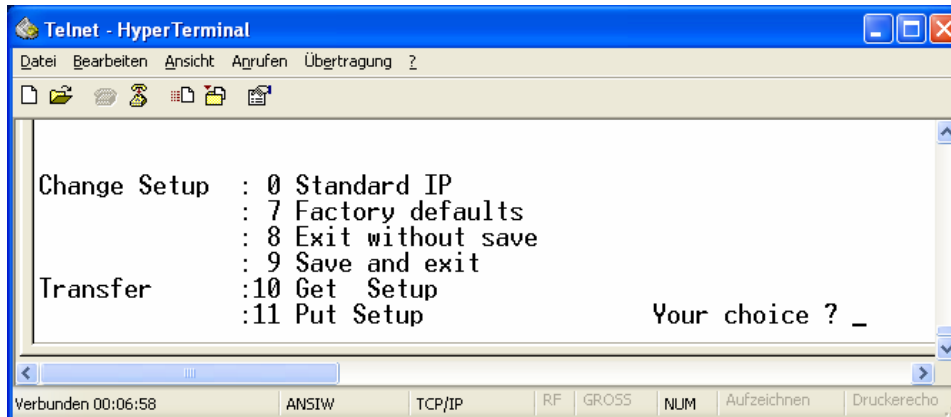 Telnet - HyperTerminal
Datei Bearbeiten Ansicht Anrufen Übertragung ?
Change Setup : 0 Standard IP
: 7 Factory defaults
: 8 Exit without save
: 9 Save and exit
Transfer :10 Get Setup
:11 Put Setup Your choice ? _
Verbunden 00:06:58 ANSIW TCP/IP RF GROSS NUM Aufzeichnen Druckerecho